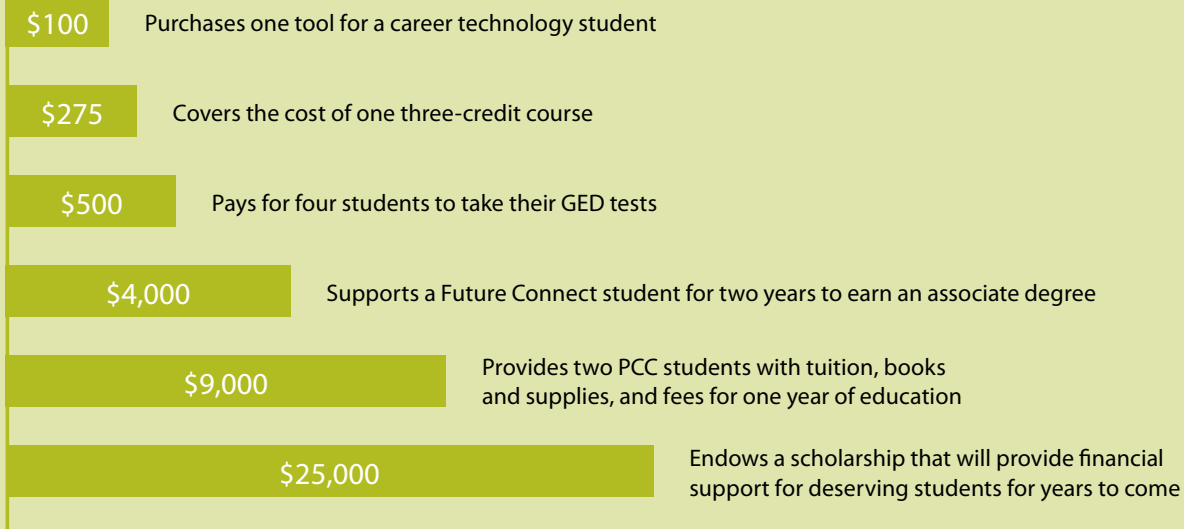 $100 Purchases one tool for a career technology student
$275 Covers the cost of one three-credit course
$500 Pays for four students to take their GED tests
$4,000 Supports a Future Connect student for two years to earn an associate degree
$9,000 Provides two PCC students with tuition, books
and supplies, and fees for one year of education
$25,000 Endows a scholarship that will provide financial
support for deserving students for years to come